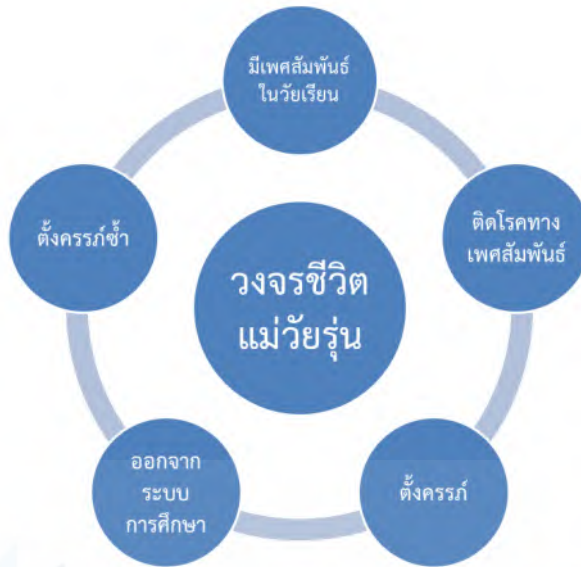 มีเพศสัมพันธ์
ในวัยเรียน
ติดโรคทาง
เพศสัมพันธ์
ตั้งครรภ์
ออกจาก
ระบบ
การศึกษา
ตั้งครรภ์ซ้ำ
วงจรชีวิต
แม่วัยรุ่น